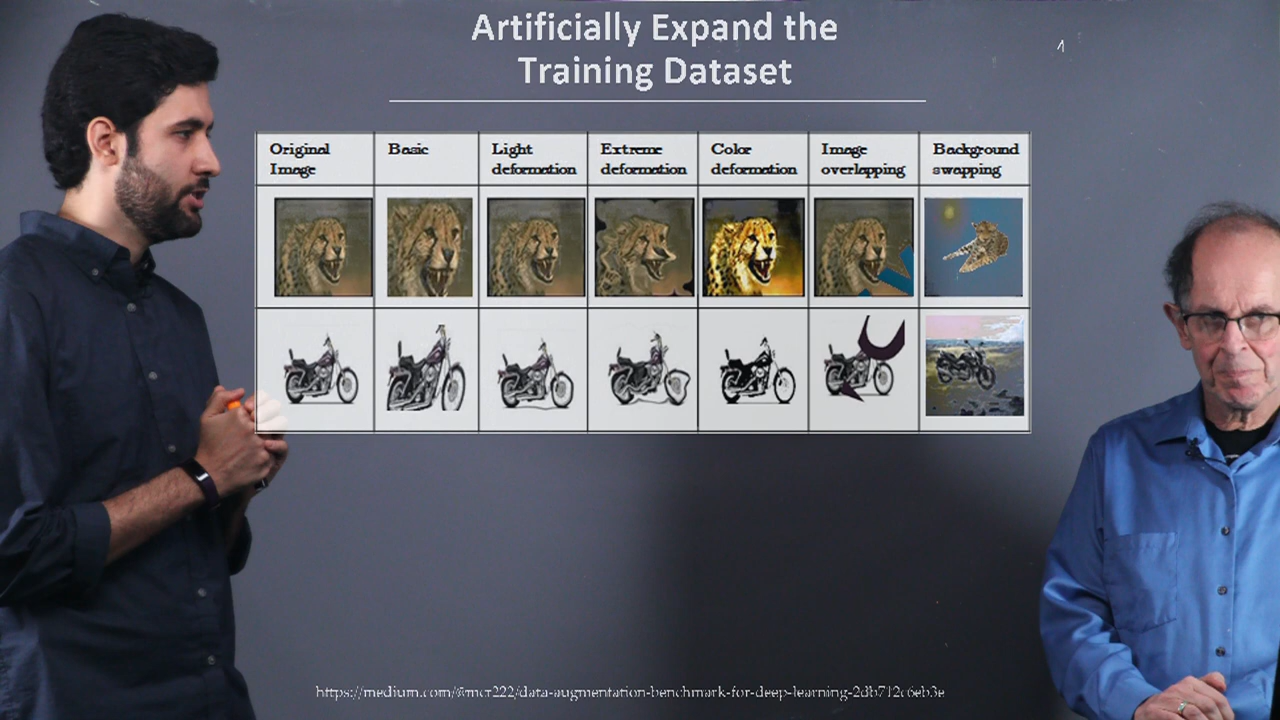 Artificially Expand the
Training Dataset
Original
Image
Basic
Light
deformation
Extreme
deformation
Color
deformation
Image
overlapping
Background
swapping
https://medium.com/@mcr222/data-augmentation-benchmark-for-deep-learning-2db712c6eb3e